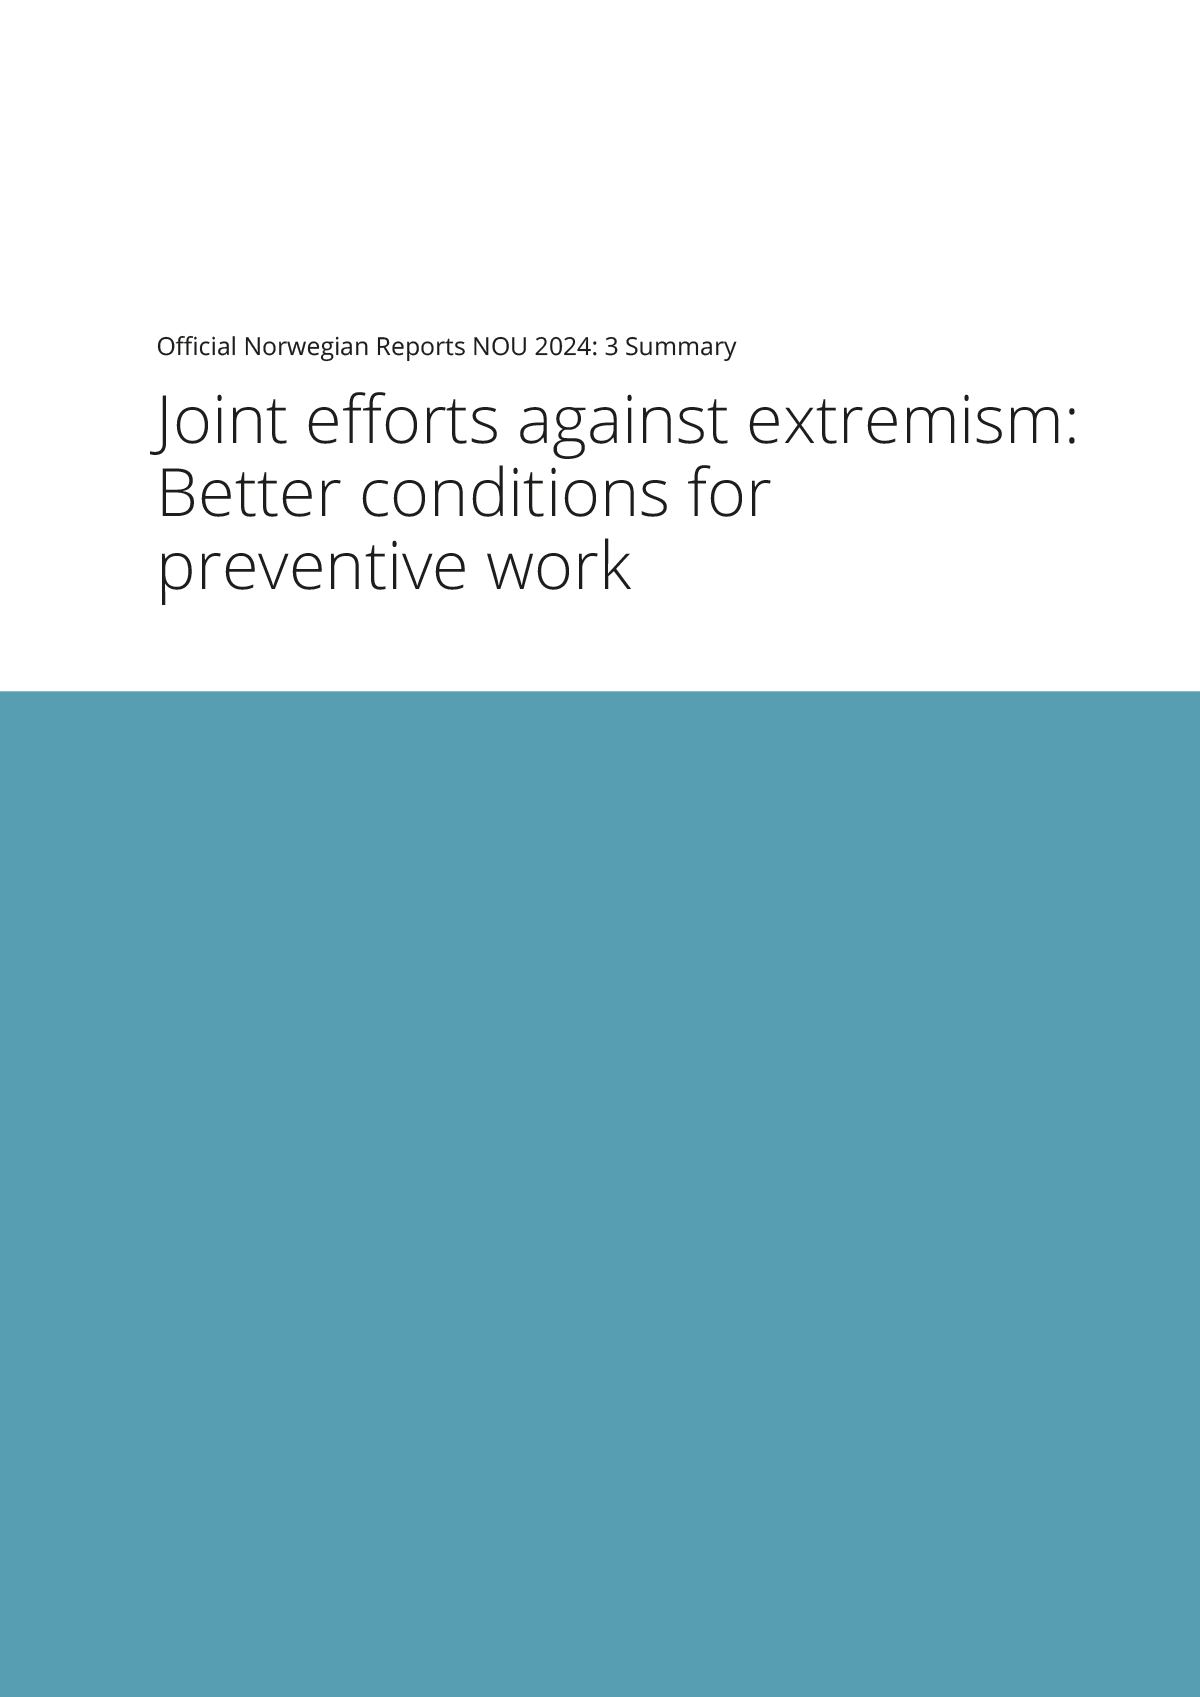 Official Norwegian Reports NOU 2024: 3 Summary
Joint efforts against extremism:
Better conditions for
preventive work